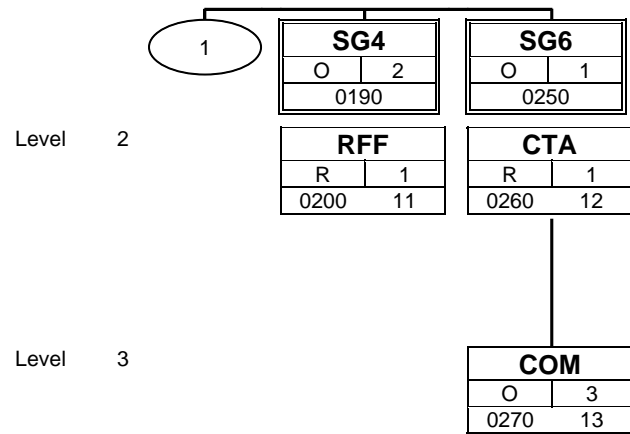 1 SG4 SG6
O 2 O 1
0190 0250
Level 2 RFF CTA
R 1 R 1
0200 11 0260 12
Level 3 COM
O 3
0270 13